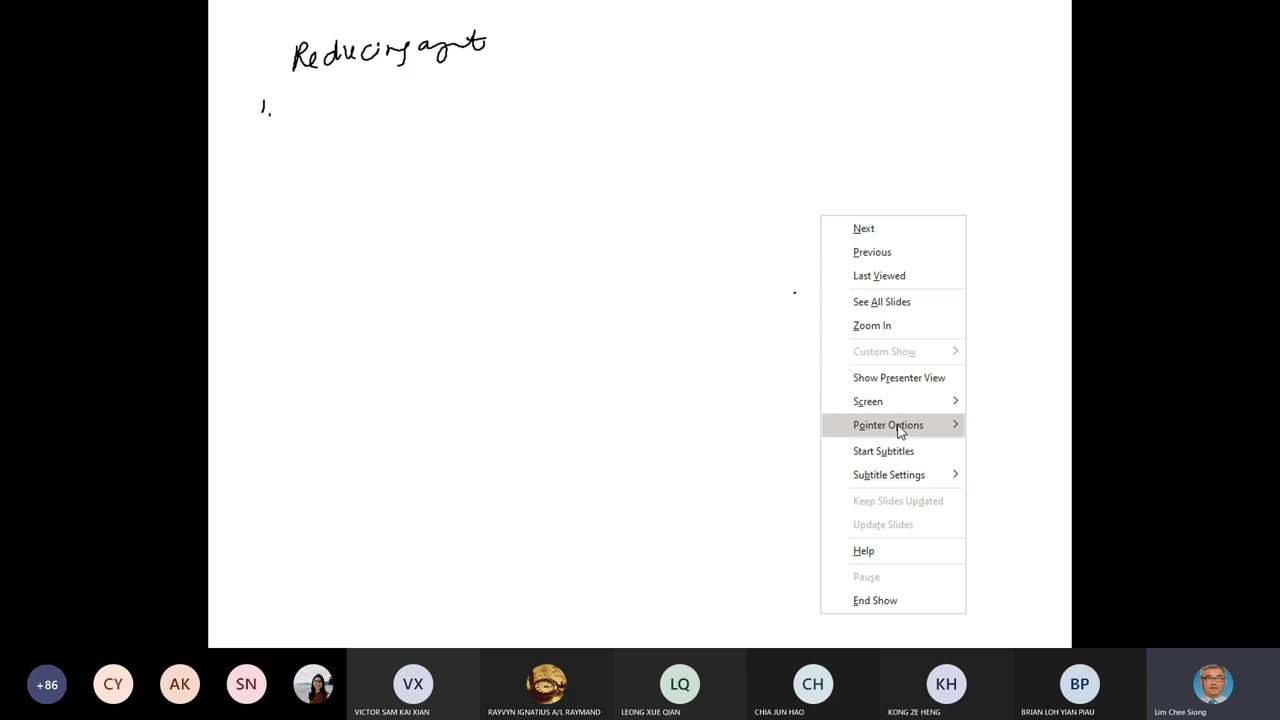 Reducing agent
1.
Next
Previous
Last Viewed
See All Slides
Zoom In
Custom Show
Show Presenter View
Screen
Pointer Options
Start Subtitles
Subtitle Settings
Keep Slides Updated
Update Slides
Help
Pause
End Show
+86
CY
AK
SN
VX
LQ
CH
KH
BP
VICTOR SAM KAI XIAN
RAYVYN IGNATIUS A/L RAYMAND
LEONG XUE QIAN
CHIA JUN HAO
KONG ZE HENG
BRIAN LOH YIAN PIAU
Lim Chee Siong